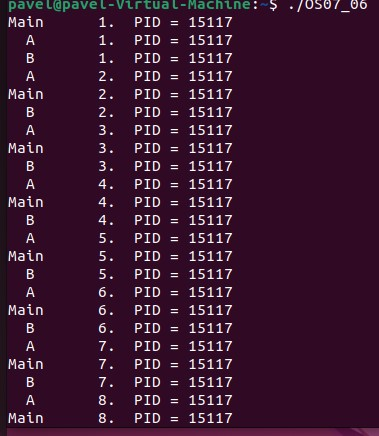 pavel@pavel-Virtual-Machine:~$ ./OS07_06
Main 1. PID = 15117
A 1. PID = 15117
B 1. PID = 15117
A 2. PID = 15117
Main 2. PID = 15117
B 2. PID = 15117
A 3. PID = 15117
Main 3. PID = 15117
B 3. PID = 15117
A 4. PID = 15117
Main 4. PID = 15117
B 4. PID = 15117
A 5. PID = 15117
Main 5. PID = 15117
B 5. PID = 15117
A 6. PID = 15117
Main 6. PID = 15117
B 6. PID = 15117
A 7. PID = 15117
Main 7. PID = 15117
B 7. PID = 15117
A 8. PID = 15117
Main 8. PID = 15117